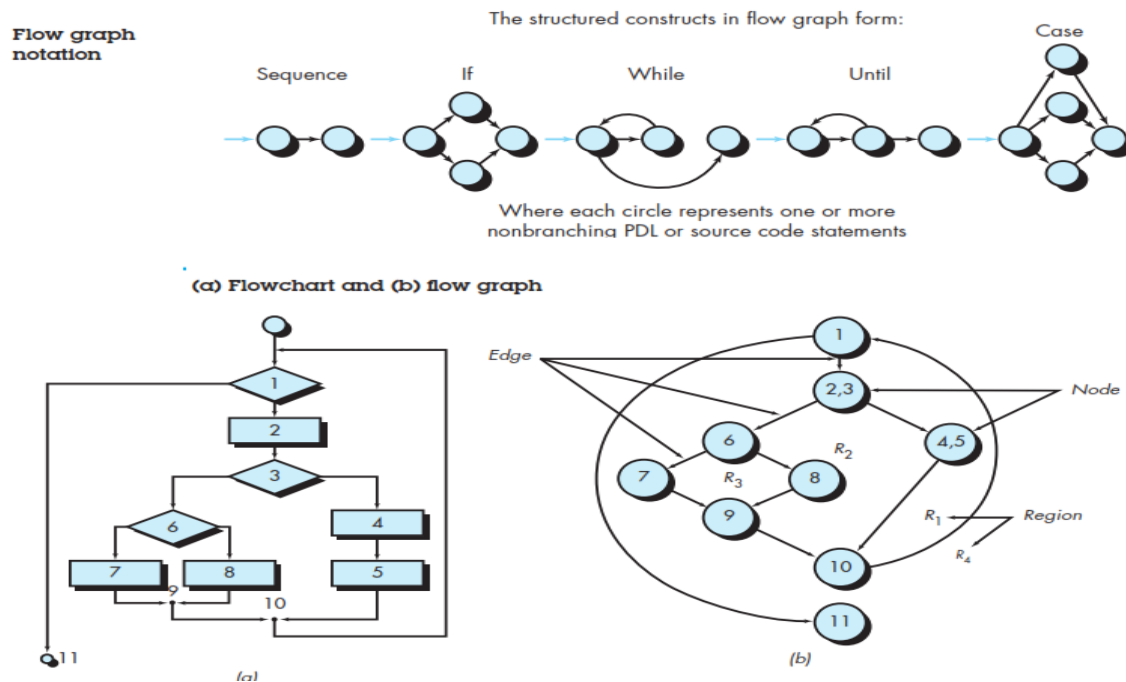 The structured constructs in flow graph form:
Flow graph
notation
Case
Sequence
If
While
Until
Where each circle represents one or more
nonbranching PDL or source code statements
(a) Flowchart and (b) flow graph
1
2
3
6
4
7
8
5
9
10
11
(a)
Edge
1
2,3
Node
6
4,5
R2
7
R3
8
9
R1
Region
R4
10
11
(b)